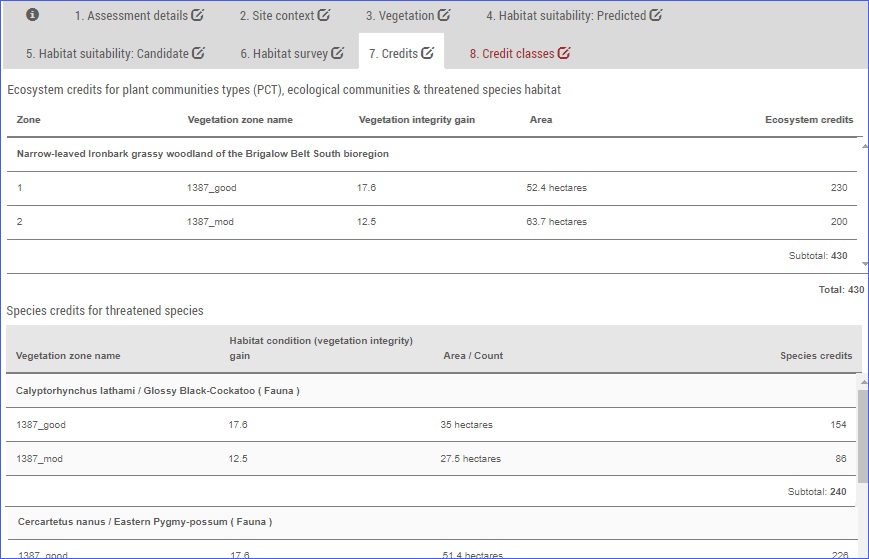 1. Assessment details 2. Site context 3. Vegetation 4. Habitat suitability: Predicted
5. Habitat suitability: Candidate 6. Habitat survey 7. Credits 8. Credit classes
Ecosystem credits for plant communities types (PCT), ecological communities & threatened species habitat
Zone Vegetation zone name Vegetation integrity gain Area Ecosystem credits
Narrow-leaved Ironbark grassy woodland of the Brigalow Belt South bioregion
1 1387_good 17.6 52.4 hectares 230
2 1387_mod 12.5 63.7 hectares 200
Subtotal: 430
Total: 430
Species credits for threatened species
Vegetation zone name Habitat condition (vegetation integrity) gain Area / Count Species credits
Calyptorhynchus lathami / Glossy Black-Cockatoo ( Fauna )
1387_good 17.6 35 hectares 154
1387_mod 12.5 27.5 hectares 86
Subtotal: 240
Cercartetus nanus / Eastern Pygmy-possum ( Fauna )
1387_good 17.6 51.4 hectares 226